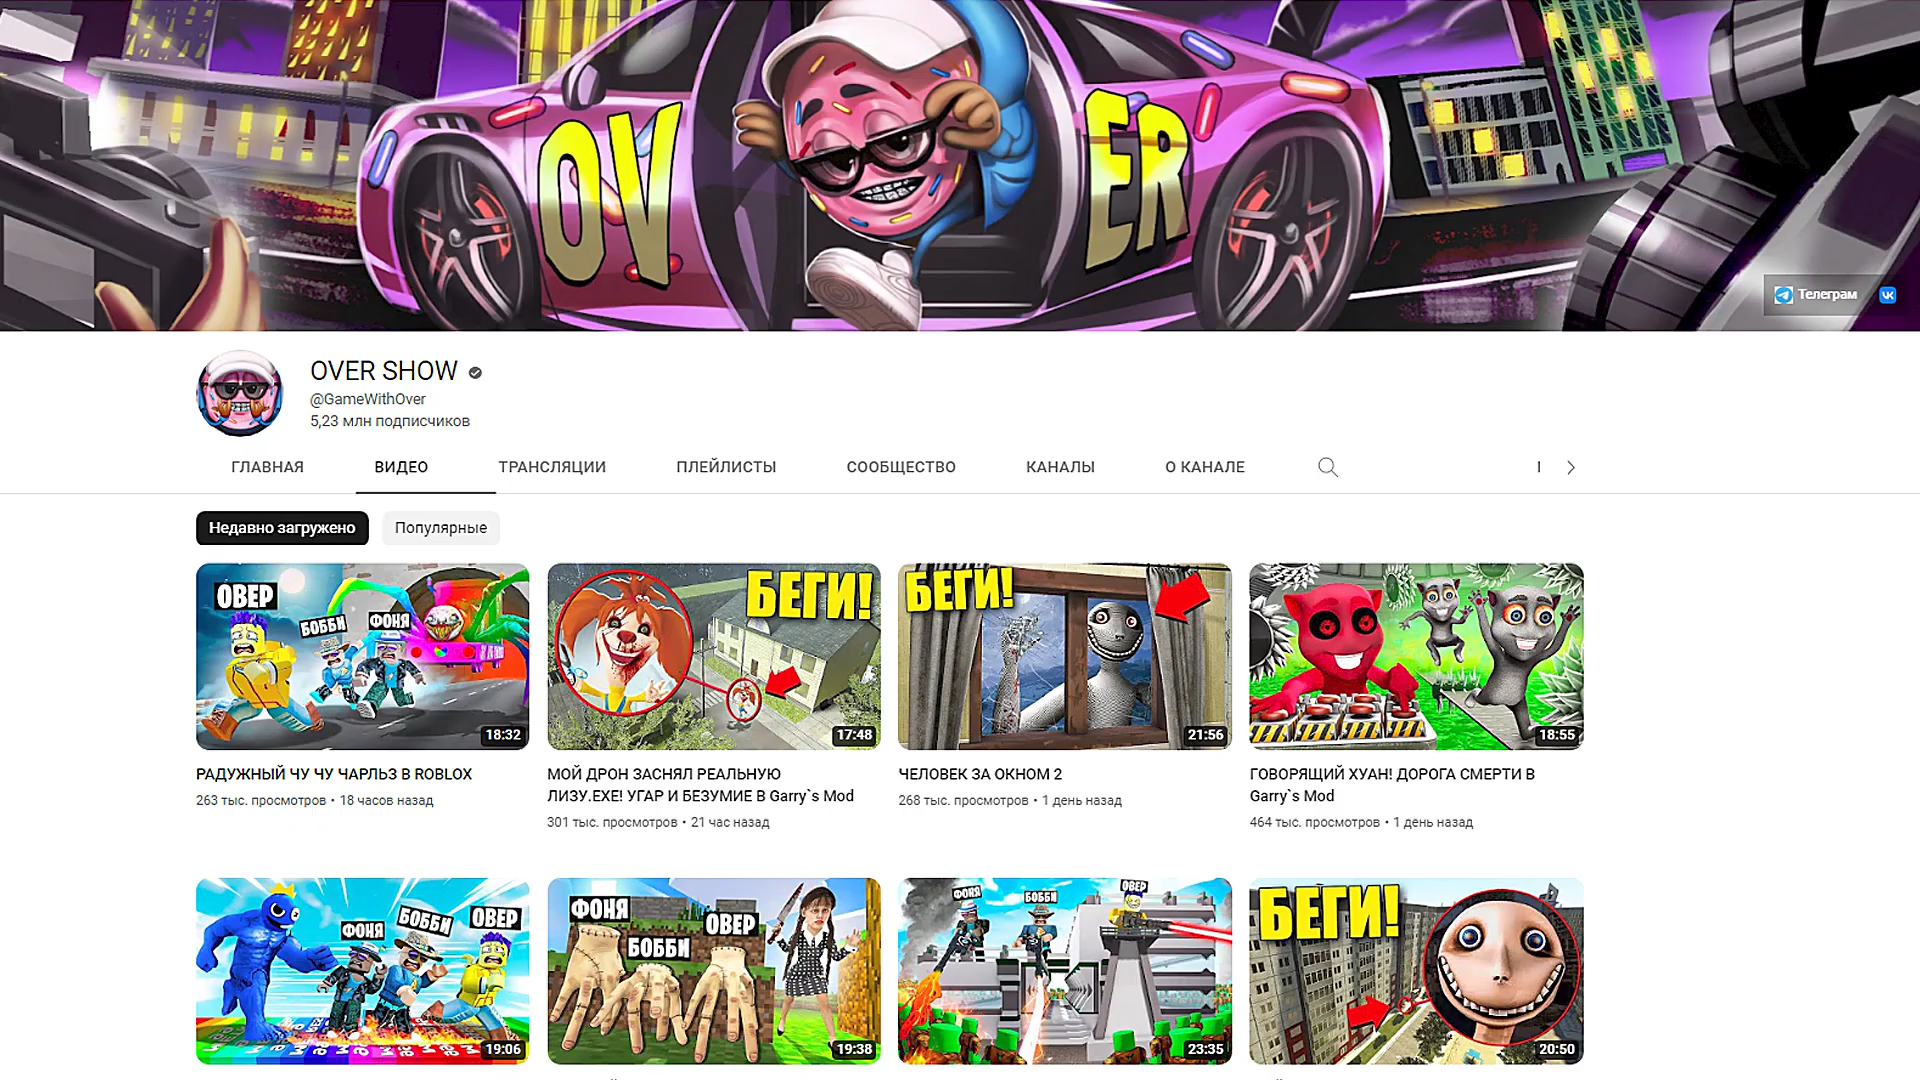 OV
ER
Телеграм
OVER SHOW
@GameWithOver
5,23 млн подписчиков
ГЛАВНАЯ
ВИДЕО
ТРАНСЛЯЦИИ
ПЛЕЙЛИСТЫ
СООБЩЕСТВО
КАНАЛЫ
О КАНАЛЕ
Недавно загружено
Популярные
ОВЕР
БОББИ
ФОНЯ
18:32
БЕГИ!
17:48
БЕГИ!
21:56
18:55
РАДУЖНЫЙ ЧУ ЧУ ЧАРЛЬЗ В ROBLOX
263 тыс. просмотров • 18 часов назад
МОЙ ДРОН ЗАСНЯЛ РЕАЛЬНУЮ
ЛИЗУ.EXE! УГАР И БЕЗУМИЕ В Garry`s Mod
301 тыс. просмотров • 21 час назад
ЧЕЛОВЕК ЗА ОКНОМ 2
268 тыс. просмотров • 1 день назад
ГОВОРЯЩИЙ ХУАН! ДОРОГА СМЕРТИ В
Garry`s Mod
464 тыс. просмотров • 1 день назад
ФОНЯ
БОББИ
ОВЕР
19:06
ФОНЯ
БОББИ
ОВЕР
19:38
ФОНЯ
БОББИ
ОВЕР
23:35
БЕГИ!
20:50